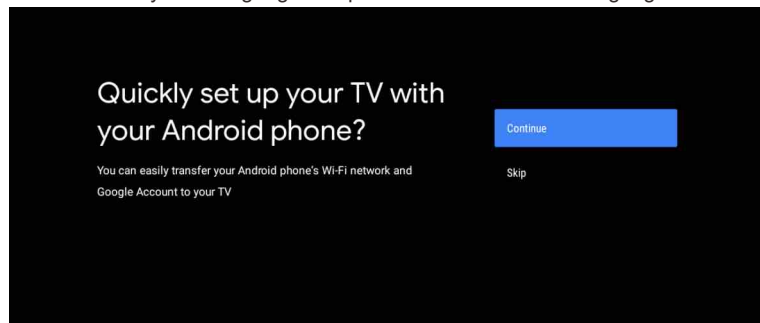 Quickly set up your TV with
your Android phone?
You can easily transfer your Android phone's Wi-Fi network and
Google Account to your TV
Continue
Skip